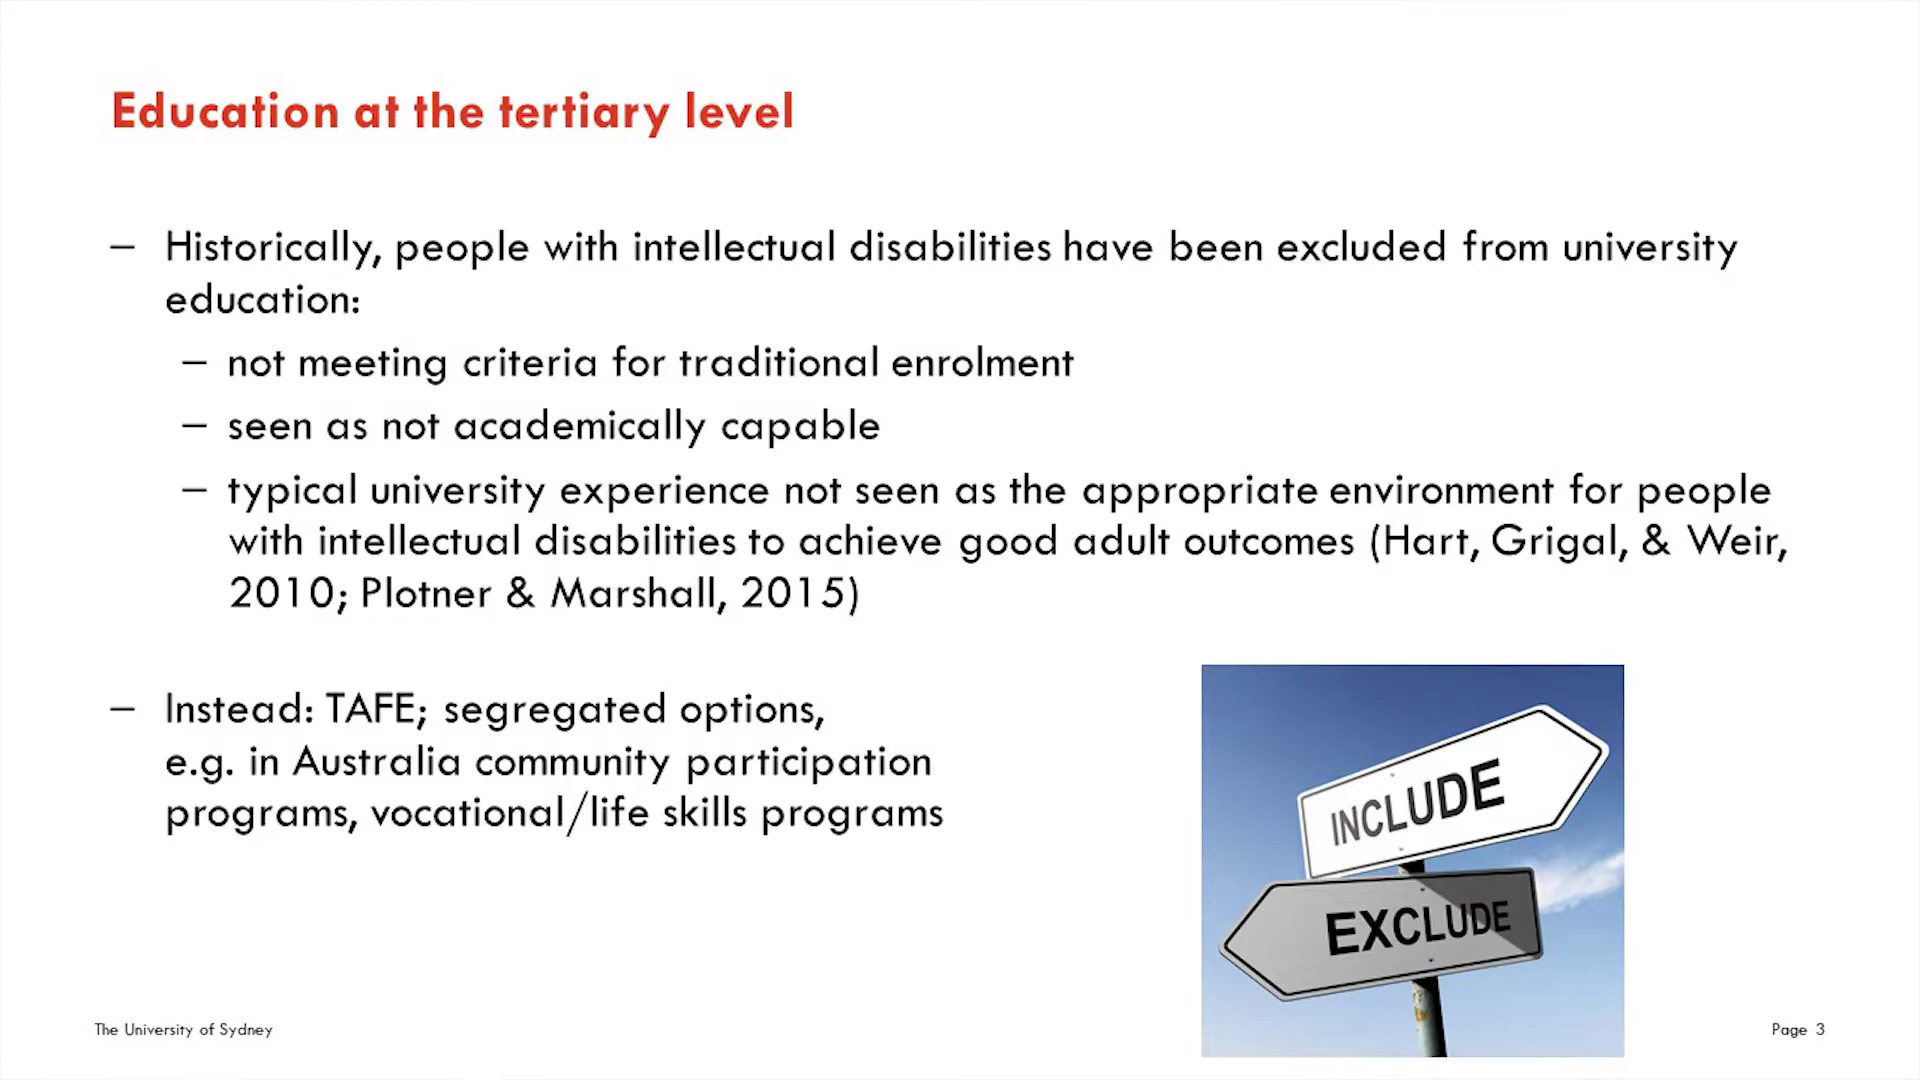 Education at the tertiary level
– Historically, people with intellectual disabilities have been excluded from university
education:
– not meeting criteria for traditional enrolment
– seen as not academically capable
– typical university experience not seen as the appropriate environment for people
with intellectual disabilities to achieve good adult outcomes (Hart, Grigal, & Weir,
2010; Plotner & Marshall, 2015)
– Instead: TAFE; segregated options,
e.g. in Australia community participation
programs, vocational/life skills programs
INCLUDE
EXCLUDE
The University of Sydney
Page 3